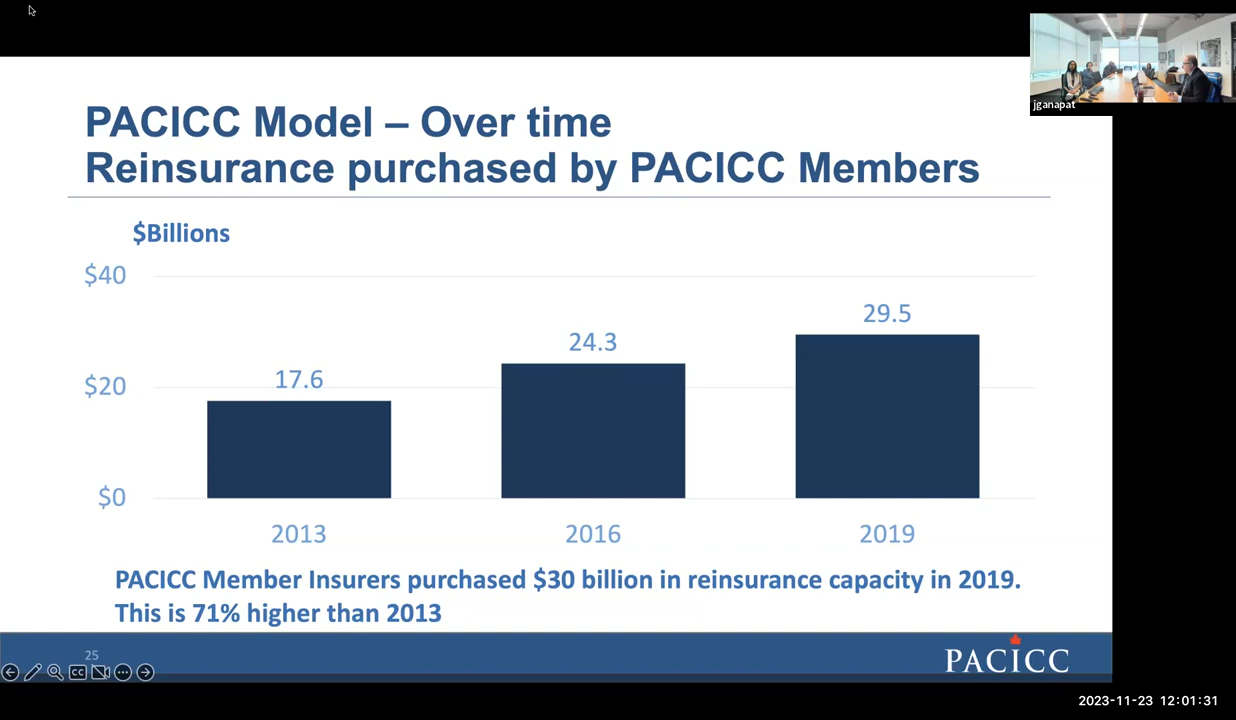 jganapat
PACICC Model – Over time
Reinsurance purchased by PACICC Members
$Billions
$40
29.5
24.3
17.6
$20
$0
2013 2016 2019
PACICC Member Insurers purchased $30 billion in reinsurance capacity in 2019.
This is 71% higher than 2013
25
CC
PACICC
2023-11-23 12:01:31